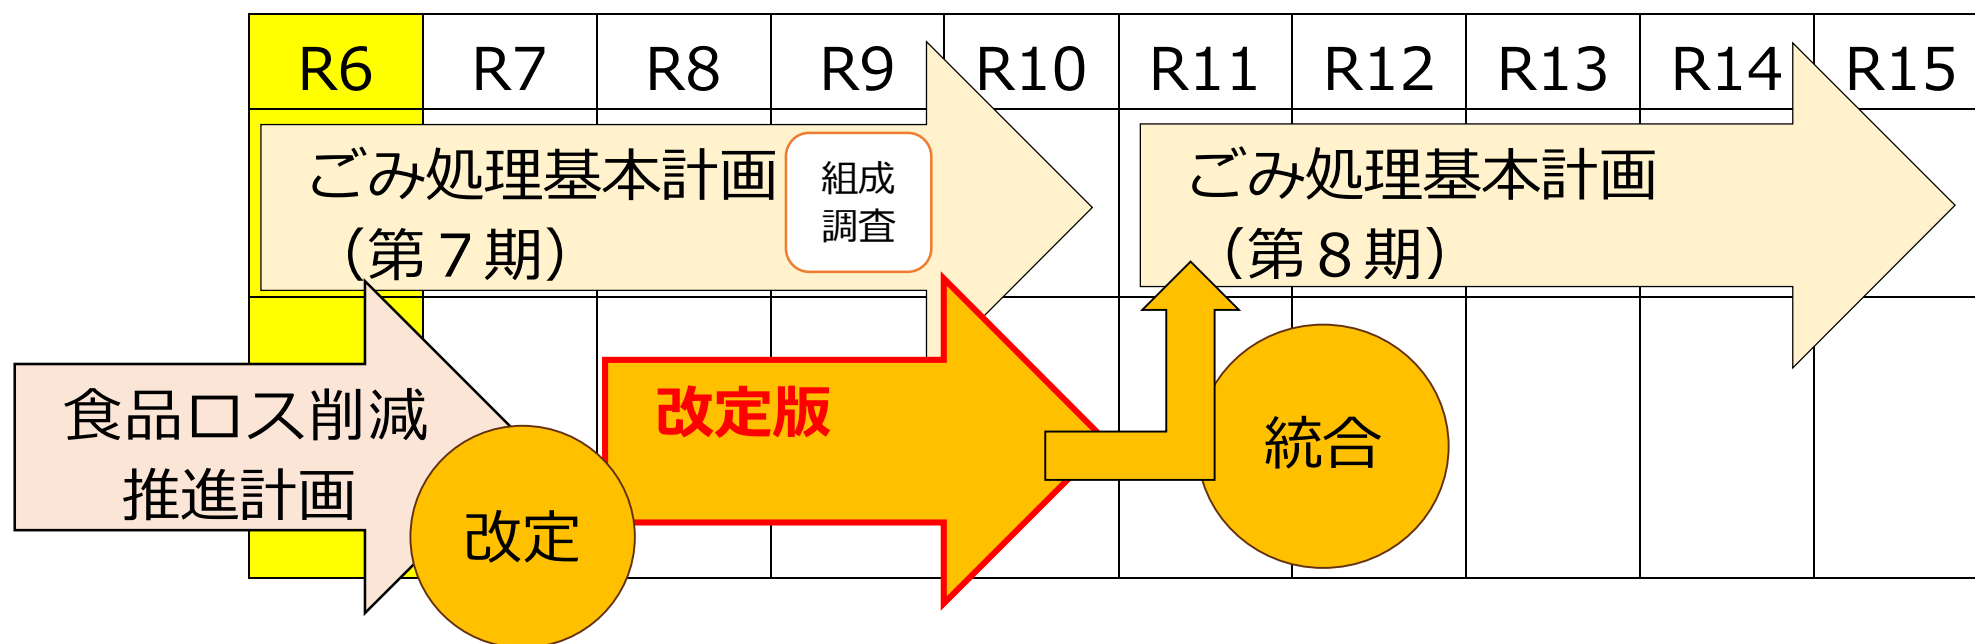 R6 R7 R8 R9 R10 R11 R12 R13 R14 R15
ごみ処理基本計画
（第７期）
組成
調査
ごみ処理基本計画
（第８期）
食品ロス削減
推進計画
改定
改定版
統合